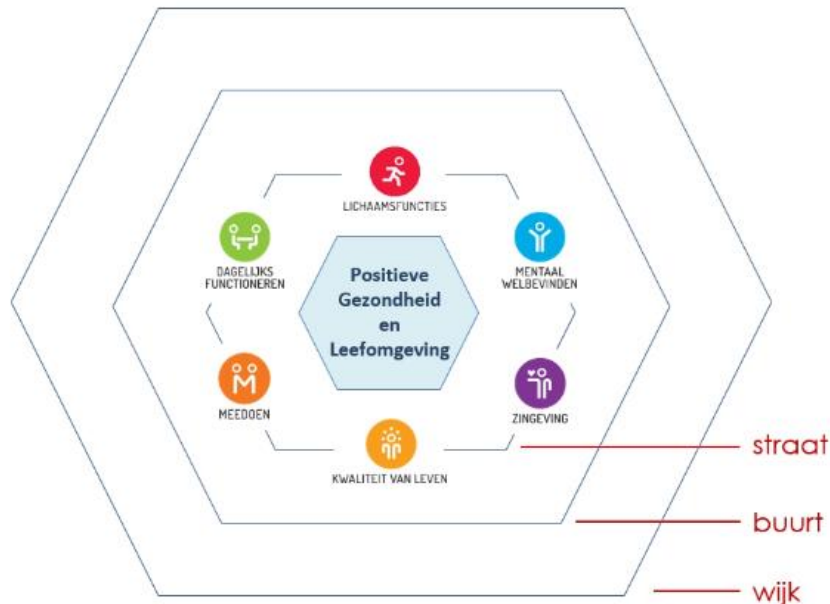 LICHAAMSFUNCTIES
DAGELIJKS
FUNCTIONEREN
MENTAAL
WELBEVINDEN
Positieve
Gezondheid
en
Leefomgeving
MEEDOEN
ZINGEVING
KWALITEIT VAN LEVEN
straat
buurt
wijk